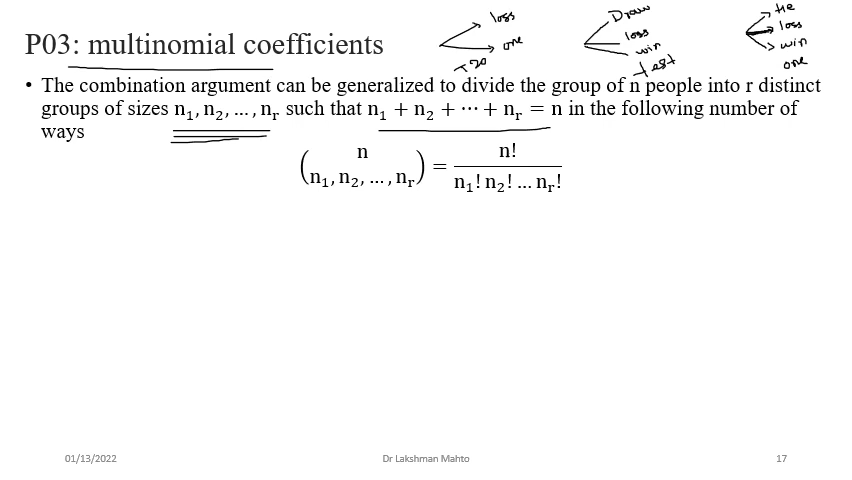 loss
one
T20
Draw
loss
win
test
tie
loss
win
one
P03: multinomial coefficients
• The combination argument can be generalized to divide the group of n people into r distinct
groups of sizes n₁, n₂, ..., nᵣ such that n₁ + n₂ + ⋯ + nᵣ = n in the following number of
ways
(n
n₁, n₂, ..., nᵣ) = n! / n₁! n₂! ... nᵣ!
01/13/2022 Dr Lakshman Mahto 17